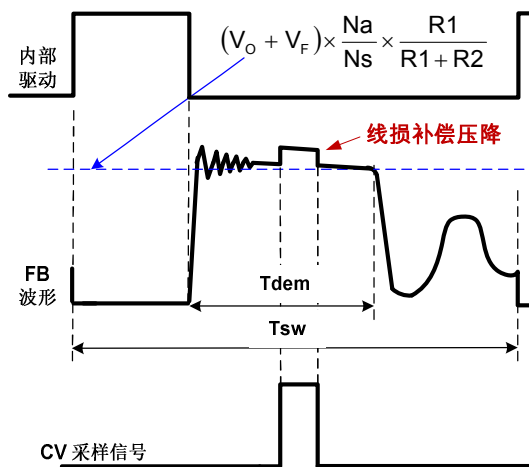 内部
驱动
(V_O + V_F) × Na/Ns × R1/(R1 + R2)
线损补偿压降
FB
波形
Tdem
Tsw
CV 采样信号